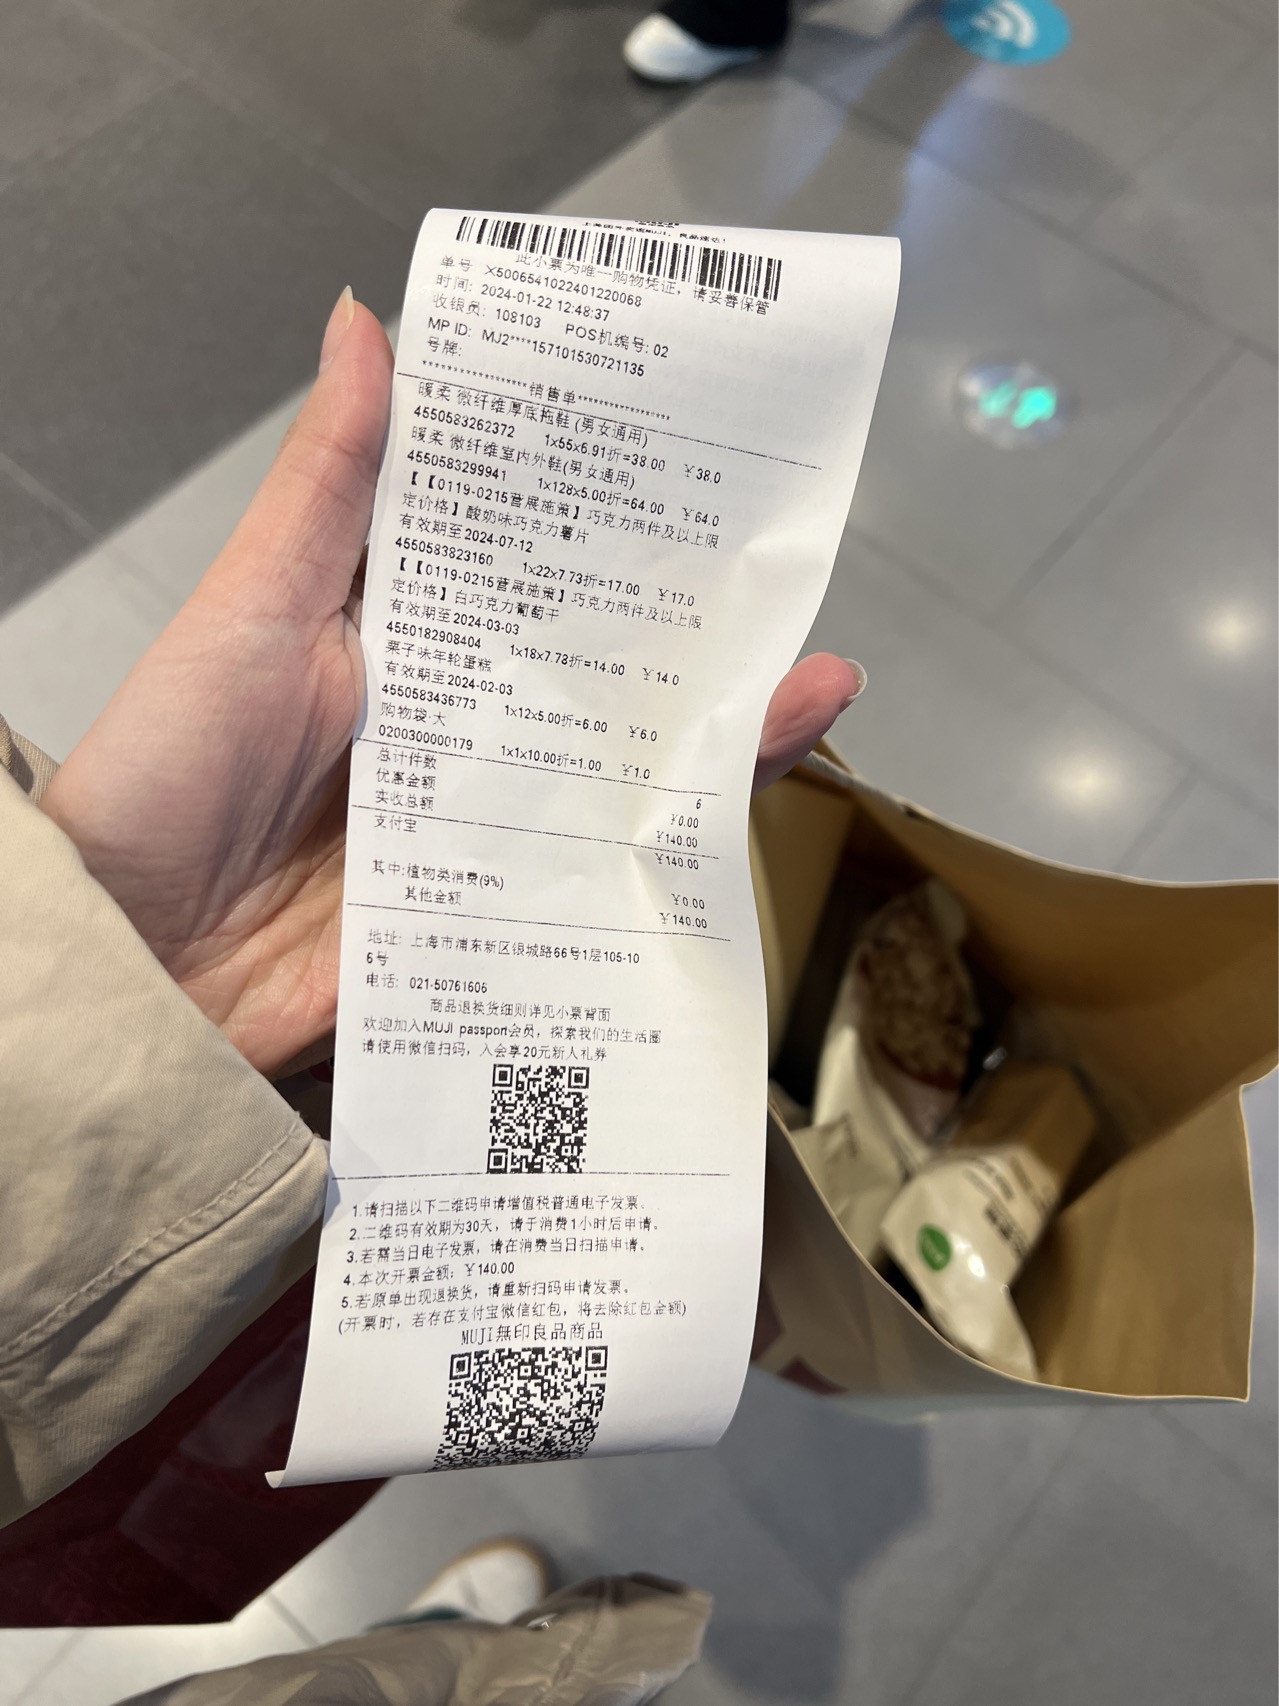 此小票为唯一购物凭证，请妥善保管
单号 X5006541022401220068
时间: 2024-01-22 12:48:37
收银员: 108103 POS机编号: 02
MP ID: MJ2****157101530721135
号牌:
******************销售单******************
暖柔 微纤维厚底拖鞋 (男女通用)
4550583262372 1x55x6.91折=38.00 ¥38.0
暖柔 微纤维室内外鞋(男女通用)
4550583299941 1x128x5.00折=64.00 ¥64.0
【【0119-0215营展施策】巧克力两件及以上限
定价格】酸奶味巧克力薯片
有效期至2024-07-12
4550583823160 1x22x7.73折=17.00 ¥17.0
【【0119-0215营展施策】巧克力两件及以上限
定价格】白巧克力葡萄干
有效期至2024-03-03
4550182908404 1x18x7.78折=14.00 ¥14.0
栗子味年轮蛋糕
有效期至2024-02-03
4550583436773 1x12x5.00折=6.00 ¥6.0
购物袋·大
0200300000179 1x1x10.00折=1.00 ¥1.0
总计件数 6
优惠金额 ¥0.00
实收总额 ¥140.00
支付宝 ¥140.00
其中:植物类消费(9%) ¥0.00
其他金额 ¥140.00
地址: 上海市浦东新区银城路66号1层105-10
6号
电话: 021-50761606
商品退换货细则详见小票背面
欢迎加入MUJI passport会员，探索我们的生活圈
请使用微信扫码，入会享20元新人礼券
1.请扫描以下二维码申请增值税普通电子发票。
2.二维码有效期为30天，请于消费1小时后申请。
3.若需当日电子发票，请在消费当日扫描申请。
4.本次开票金额: ¥140.00
5.若原单出现退换货，请重新扫码申请发票。
(开票时，若存在支付宝微信红包，将去除红包金额)
MUJI無印良品商品